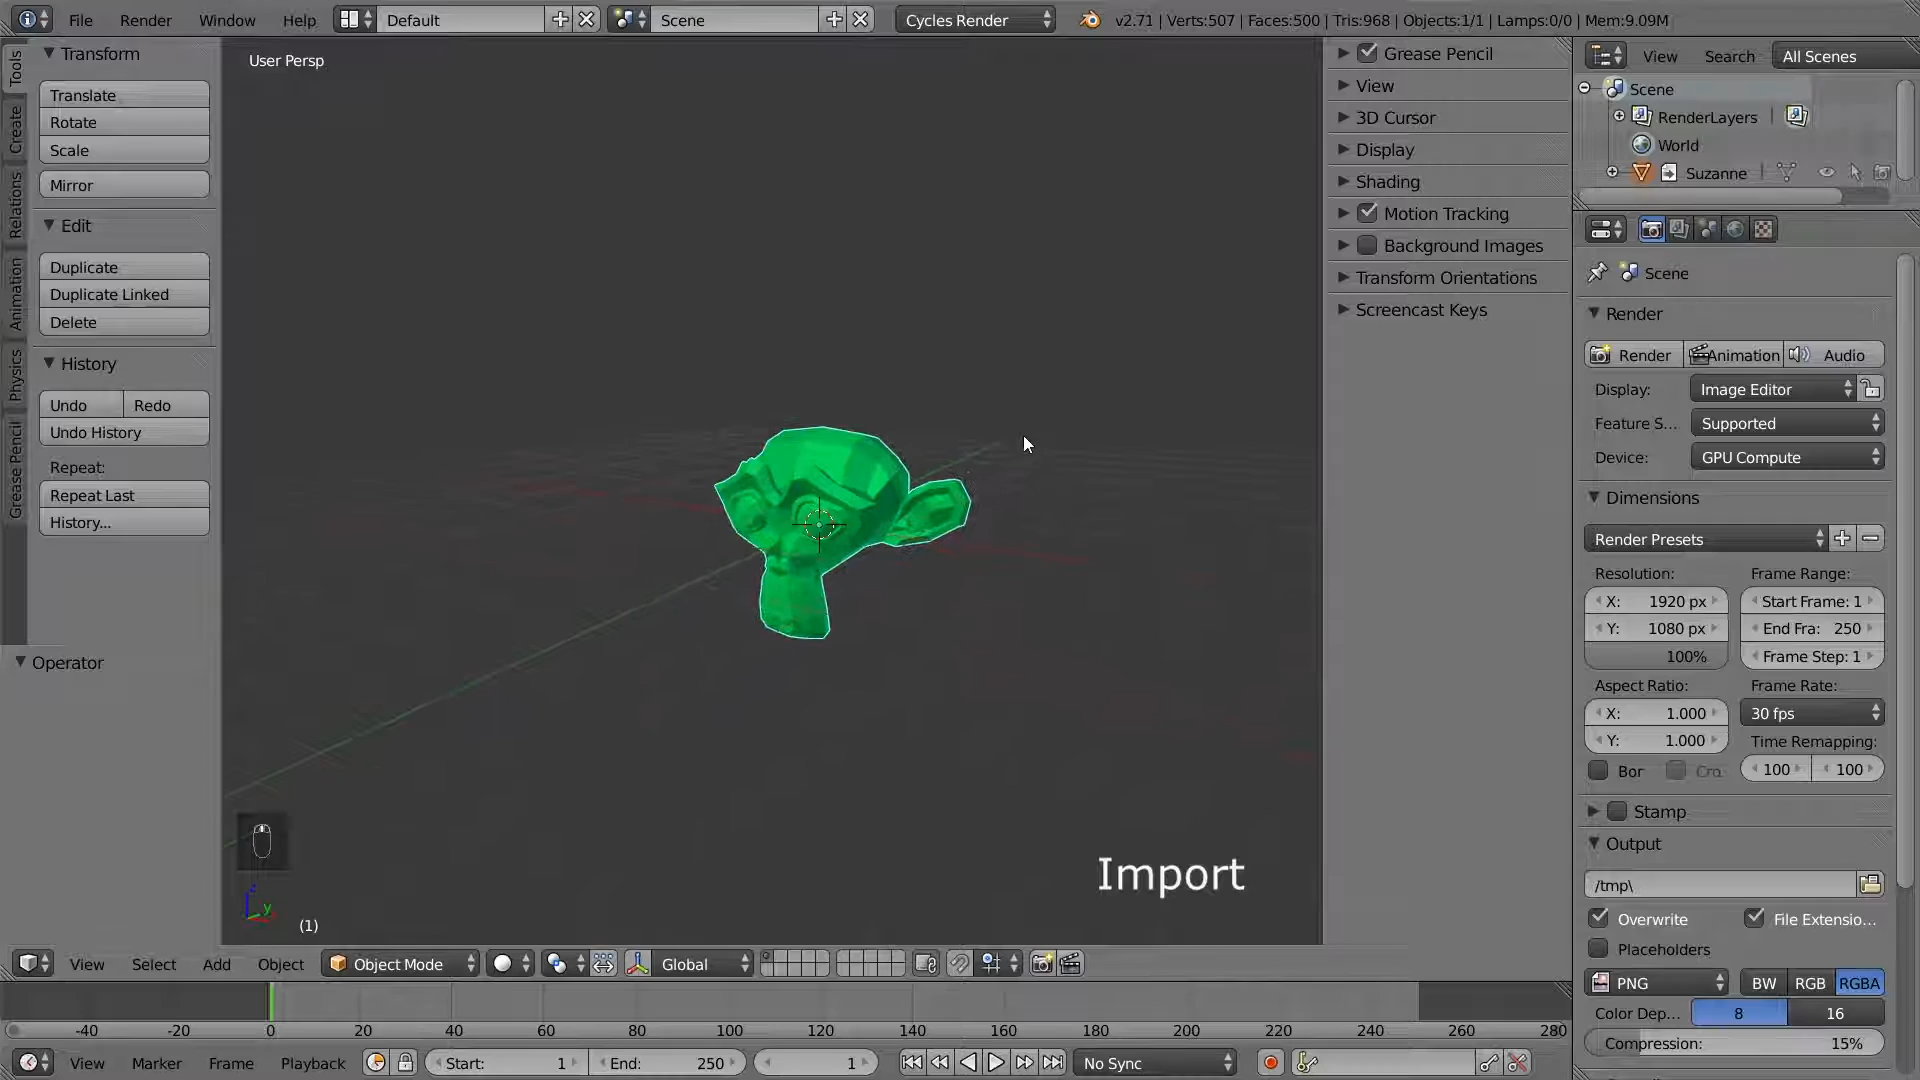 File Render Window Help Default Scene Cycles Render v2.71 | Verts:507 | Faces:500 | Tris:968 | Objects:1/1 | Lamps:0/0 | Mem:9.09M
Tools
Create
Relations
Animation
Physics
Grease Pencil
Transform
Translate
Rotate
Scale
Mirror
Edit
Duplicate
Duplicate Linked
Delete
History
Undo Redo
Undo History
Repeat:
Repeat Last
History...
Operator
User Persp
Import
(1)
Grease Pencil
View
3D Cursor
Display
Shading
Motion Tracking
Background Images
Transform Orientations
Screencast Keys
View Search All Scenes
Scene
RenderLayers
World
Suzanne
Scene
Render
Render Animation Audio
Display: Image Editor
Feature S... Supported
Device: GPU Compute
Dimensions
Render Presets
Resolution: Frame Range:
X: 1920 px Start Frame: 1
Y: 1080 px End Fra: 250
100% Frame Step: 1
Aspect Ratio: Frame Rate:
X: 1.000 30 fps
Y: 1.000 Time Remapping:
Bor Cro 100 100
Stamp
Output
/tmp\
Overwrite File Extensio...
Placeholders
PNG BW RGB RGBA
Color Dep... 8 16
Compression: 15%
View Select Add Object Object Mode Global
-40 -20 0 20 40 60 80 100 120 140 160 180 200 220 240 260 280
View Marker Frame Playback Start: 1 End: 250 1 No Sync